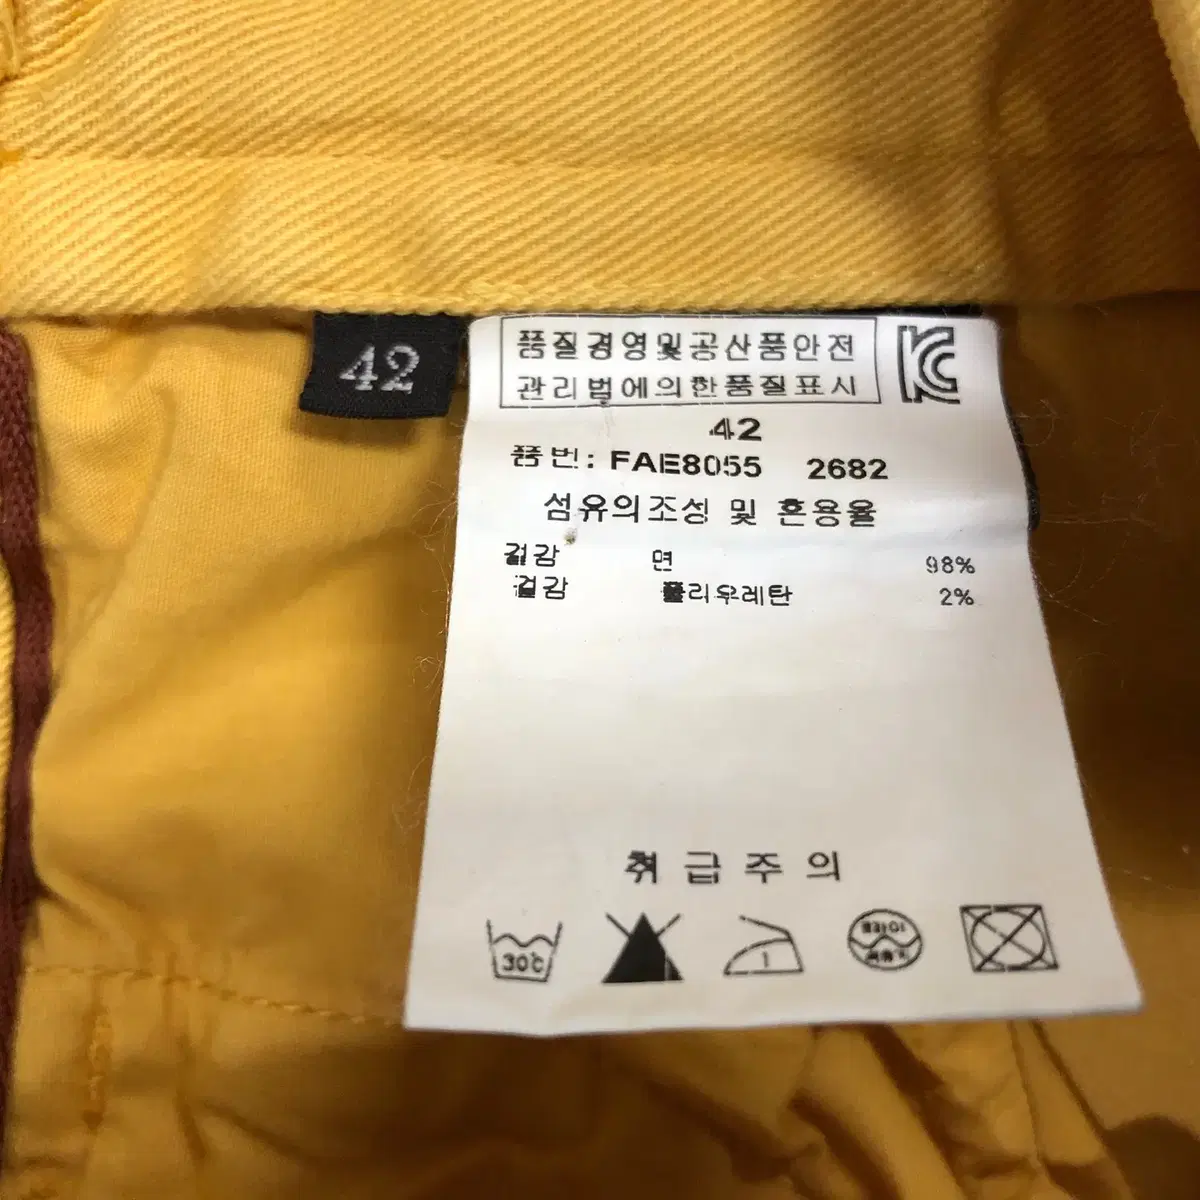 42
품질경영및공산품안전
관리법에의한품질표시
42
품번: FAE8055 2682
섬유의조성 및 혼용율
겉감 면 98%
겉감 폴리우레탄 2%
취급주의
30℃
1